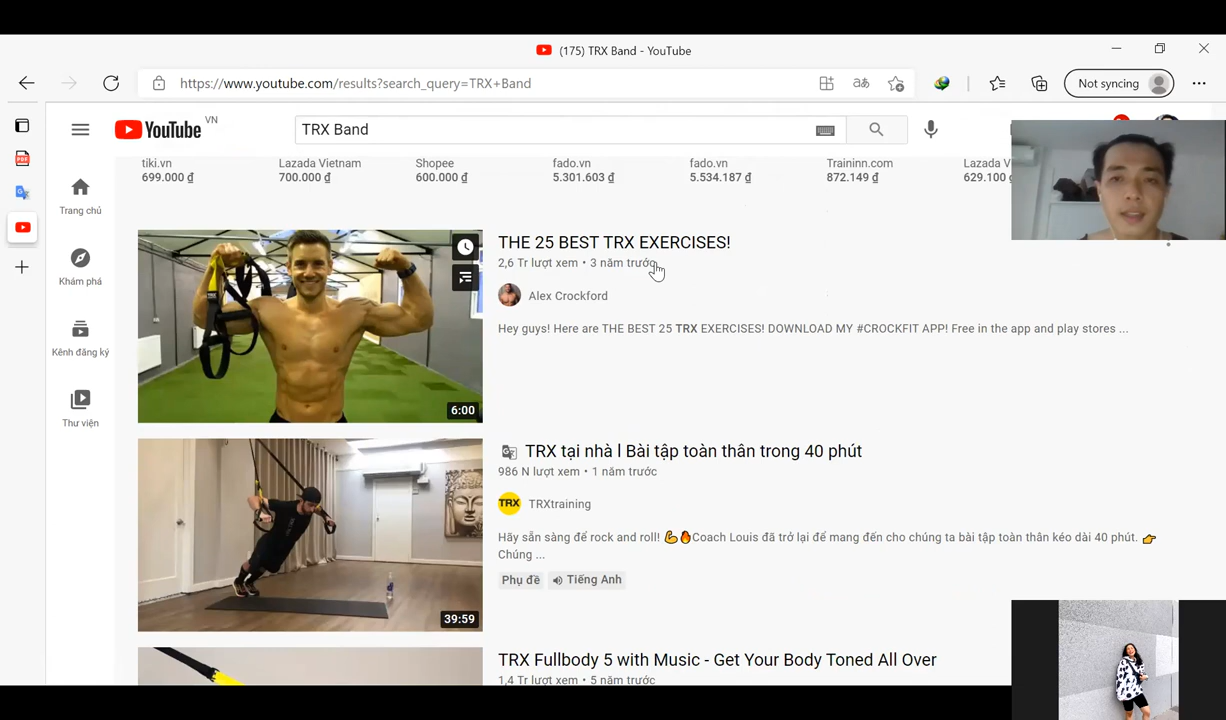 (175) TRX Band - YouTube
https://www.youtube.com/results?search_query=TRX+Band
Not syncing
YouTube VN
TRX Band
tiki.vn
Lazada Vietnam
Shopee
fado.vn
fado.vn
Traininn.com
Lazada V
699.000 ₫
700.000 ₫
600.000 ₫
5.301.603 ₫
5.534.187 ₫
872.149 ₫
629.100
Trang chủ
Khám phá
Kênh đăng ký
Thư viện
6:00
THE 25 BEST TRX EXERCISES!
2,6 Tr lượt xem • 3 năm trước
Alex Crockford
Hey guys! Here are THE BEST 25 TRX EXERCISES! DOWNLOAD MY #CROCKFIT APP! Free in the app and play stores ...
39:59
TRX tại nhà l Bài tập toàn thân trong 40 phút
986 N lượt xem • 1 năm trước
TRX
TRXtraining
Hãy sẵn sàng để rock and roll! 💪🔥Coach Louis đã trở lại để mang đến cho chúng ta bài tập toàn thân kéo dài 40 phút. 👉
Chúng ...
Phụ đề
Tiếng Anh
TRX Fullbody 5 with Music - Get Your Body Toned All Over
1,4 Tr lượt xem • 5 năm trước